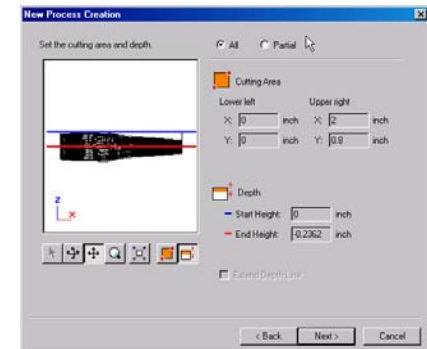 New Process Creation
Set the cutting area and depth.
All Partial
Cutting Area
Lower left Upper right
X: 0 inch X: 2 inch
Y: 0 inch Y: 0.8 inch
Depth
Start Height: 0 inch
End Height: -0.2362 inch
Extend Depth Line
z
x
< Back Next > Cancel